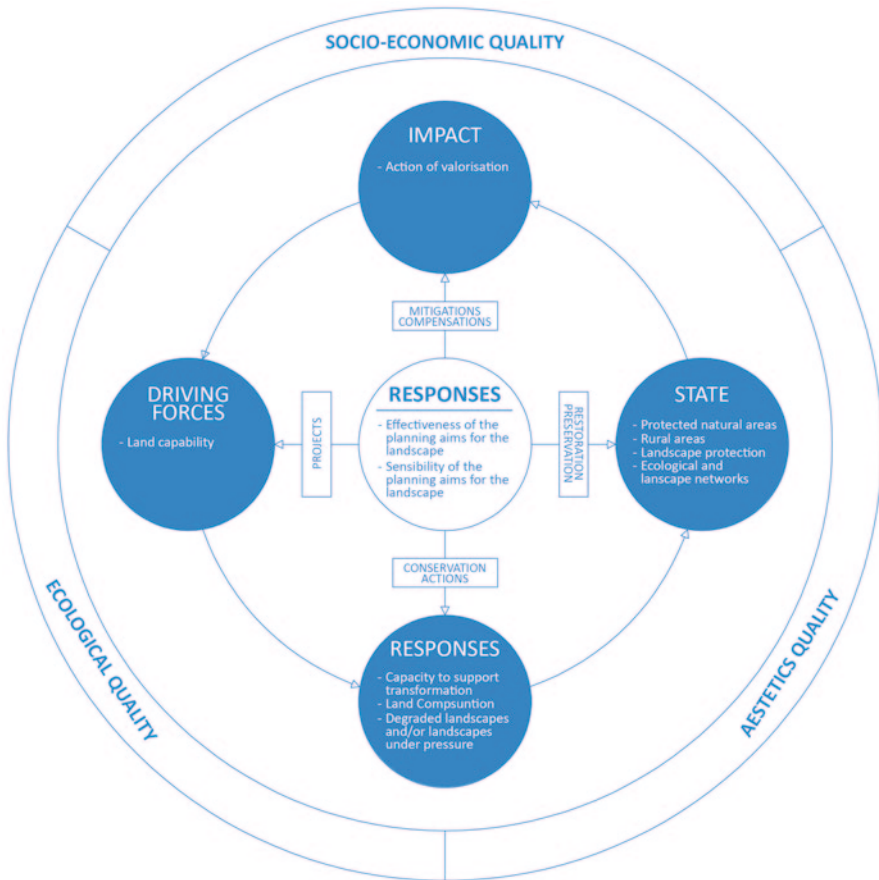 SOCIO-ECONOMIC QUALITY
IMPACT
- Action of valorisation
MITIGATIONS
COMPENSATIONS
DRIVING
FORCES
- Land capability
PROJECTS
RESPONSES
- Effectiveness of the
planning aims for the
landscape
- Sensibility of the
planning aims for the
landscape
RESTORATION
PRESERVATION
STATE
- Protected natural areas
- Rural areas
- Landscape protection
- Ecological and
lanscape networks
CONSERVATION
ACTIONS
RESPONSES
- Capacity to support
transformation
- Land Compsuntion
- Degraded landscapes
and/or landscapes
under pressure
ECOLOGICAL QUALITY
AESTETICS QUALITY